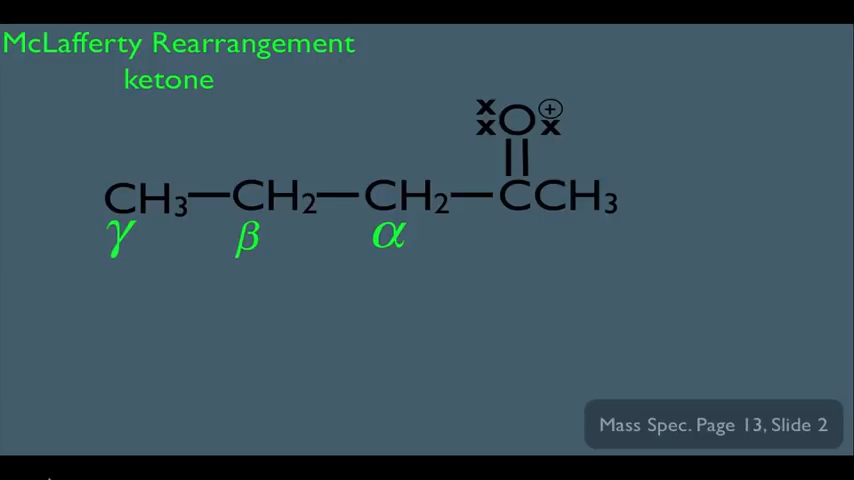 McLafferty Rearrangement
ketone
x O ⊕
x x
CH₃—CH₂—CH₂—CCH₃
γ β α
Mass Spec. Page 13, Slide 2